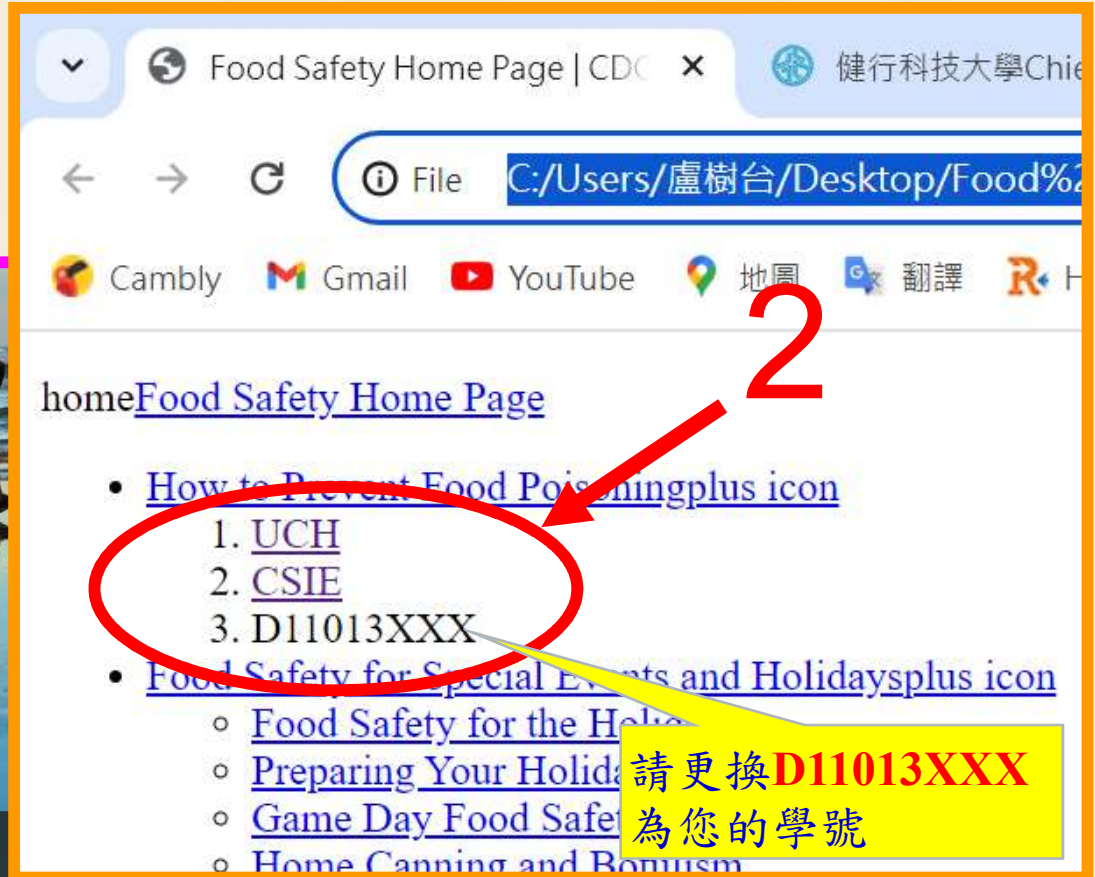 Food Safety Home Page | CDC
健行科技大學Chie
File C:/Users/盧樹台/Desktop/Food%2
Cambly Gmail YouTube 地圖 翻譯 H
2
homeFood Safety Home Page
• How to Prevent Food Poisoningplus icon
1. UCH
2. CSIE
3. D11013XXX
• Food Safety for Special Events and Holidaysplus icon
Food Safety for the
Preparing Your
Game Day Food
Home Canning and Botulism
請更換D11013XXX
為您的學號